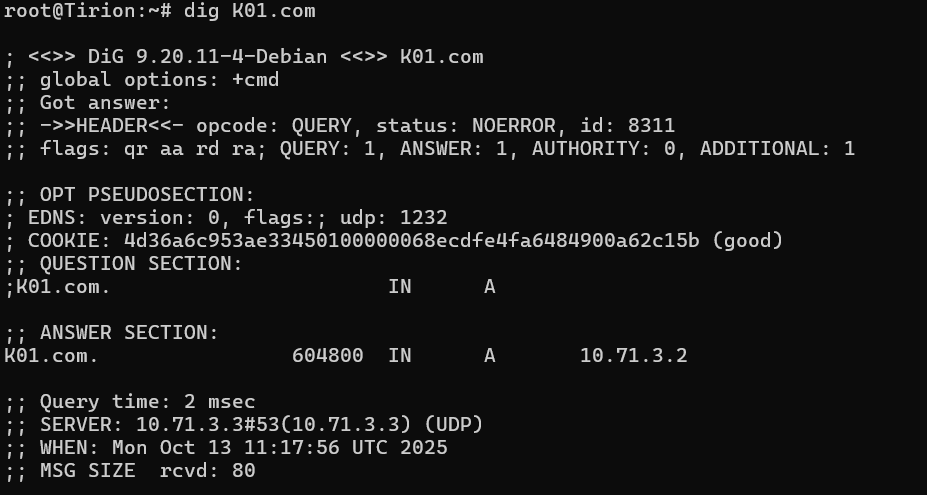 root@Tirion:~# dig K01.com
; <<>> DiG 9.20.11-4-Debian <<>> K01.com
;; global options: +cmd
;; Got answer:
;; ->>HEADER<<- opcode: QUERY, status: NOERROR, id: 8311
;; flags: qr aa rd ra; QUERY: 1, ANSWER: 1, AUTHORITY: 0, ADDITIONAL: 1
;; OPT PSEUDOSECTION:
; EDNS: version: 0, flags:; udp: 1232
; COOKIE: 4d36a6c953ae33450100000068ecdfe4fa6484900a62c15b (good)
;; QUESTION SECTION:
;K01.com. IN A
;; ANSWER SECTION:
K01.com. 604800 IN A 10.71.3.2
;; Query time: 2 msec
;; SERVER: 10.71.3.3#53(10.71.3.3) (UDP)
;; WHEN: Mon Oct 13 11:17:56 UTC 2025
;; MSG SIZE rcvd: 80